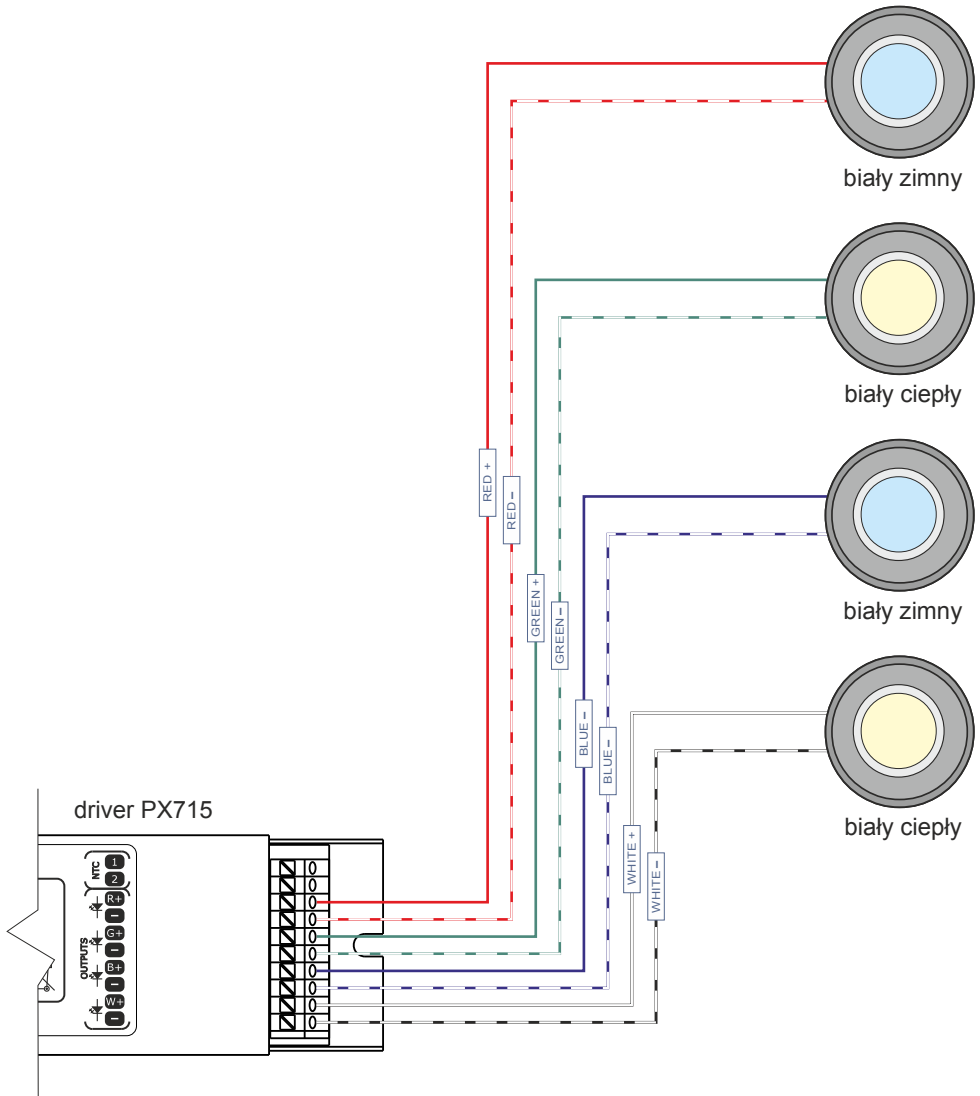 biały zimny
biały ciepły
RED +
RED –
biały zimny
GREEN +
GREEN –
BLUE –
BLUE –
biały ciepły
driver PX715
WHITE +
WHITE –
NTC
1
2
OUTPUTS
R+
–
G+
–
B+
–
W+
–